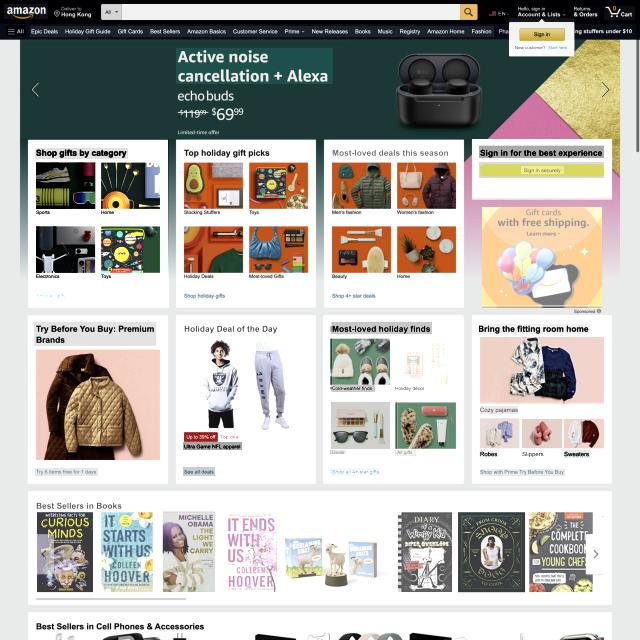 amazon
Deliver to
Hong Kong
All
EN
Hello, sign in
Account & Lists
Returns
& Orders
0
Cart
All
Epic Deals
Holiday Gift Guide
Gift Cards
Best Sellers
Amazon Basics
Customer Service
Prime
New Releases
Books
Music
Registry
Amazon Home
Fashion
Pha
ng stuffers under $10
Sign in
New customer? Start here
Active noise
cancellation + Alexa
echo buds
$119.99 $69.99
Limited-time offer
Shop gifts by category
Sports
Home
Electronics
Toys
Top holiday gift picks
Stocking Stuffers
Toys
Holiday Deals
Most-loved Gifts
Shop holiday gifts
Most-loved deals this season
Men's fashion
Women's fashion
Beauty
Home
Shop 4+ star deals
Sign in for the best experience
Sign in securely
Gift cards
with free shipping.
Learn more
Sponsored
Try Before You Buy: Premium
Brands
Try 6 items free for 7 days
Holiday Deal of the Day
Up to 39% off
Top deal
Ultra Game NFL apparel
See all deals
Most-loved holiday finds
Cold-weather finds
Holiday décor
All gifts
Shop all 4+ star gifts
Bring the fitting room home
Cozy pajamas
Robes
Slippers
Sweaters
Shop with Prime Try Before You Buy
Best Sellers in Books
INTERESTING FACTS FOR
CURIOUS
MINDS
IT
STARTS
WITH US
COLLEEN
HOOVER
MICHELLE
OBAMA
THE
LIGHT
WE
CARRY
IT ENDS
WITH
US
COLLEEN
HOOVER
DIARY
of a
Wimpy Kid
DIPER ÖVERLÖDE
FROM CROOK
TO COOK
THE
COMPLETE
COOKBOOK
FOR
YOUNG CHEFS
Best Sellers in Cell Phones & Accessories